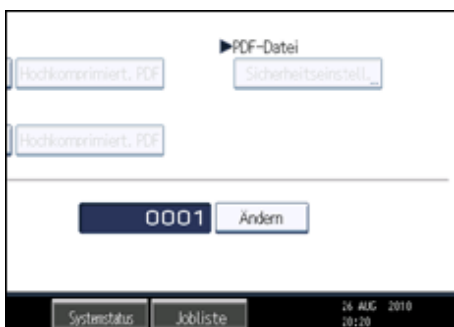 ▶PDF-Datei
Hochkomprimiert. PDF
Sicherheitseinstell.
Hochkomprimiert. PDF
0001
Ändern
Systemstatus
Jobliste
26 AUG 2010
20:20